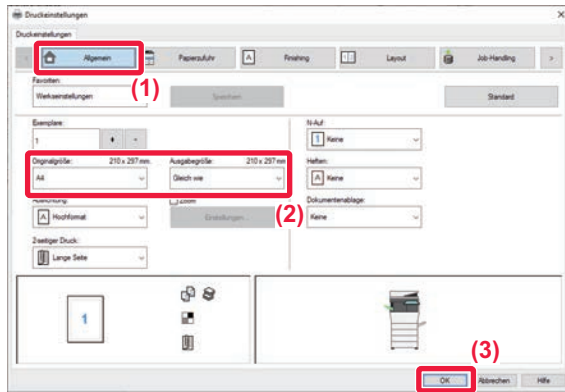 Druckeinstellungen
Druckeinstellungen
Allgemein Papierzufuhr Finishing Layout Job-Handling
(1)
Favoriten:
Werkseinstellungen Speichern Standard
Exemplare: N-Auf:
1 + - 1 Keine
Originalgröße: 210 x 297 mm. Ausgabegröße: 210 x 297 mm Heften:
A4 Gleich wie A Keine
Ausrichtung: Zoom Dokumentenablage:
A Hochformat Einstellungen... (2) Keine
2-seitiger Druck:
Lange Seite
1
(3)
OK Abbrechen Hilfe